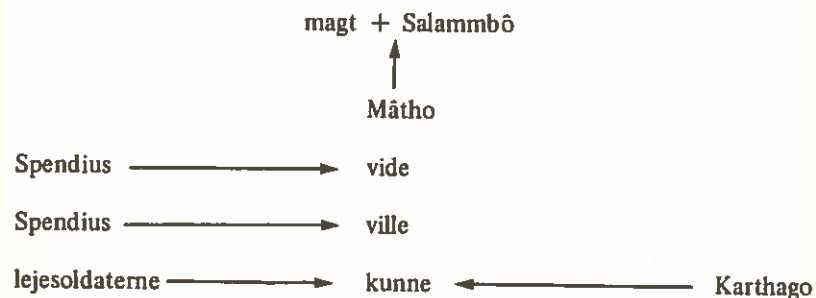 magt + Salammbô
Mâtho
Spendius vide
Spendius ville
lejesoldaterne kunne Karthago